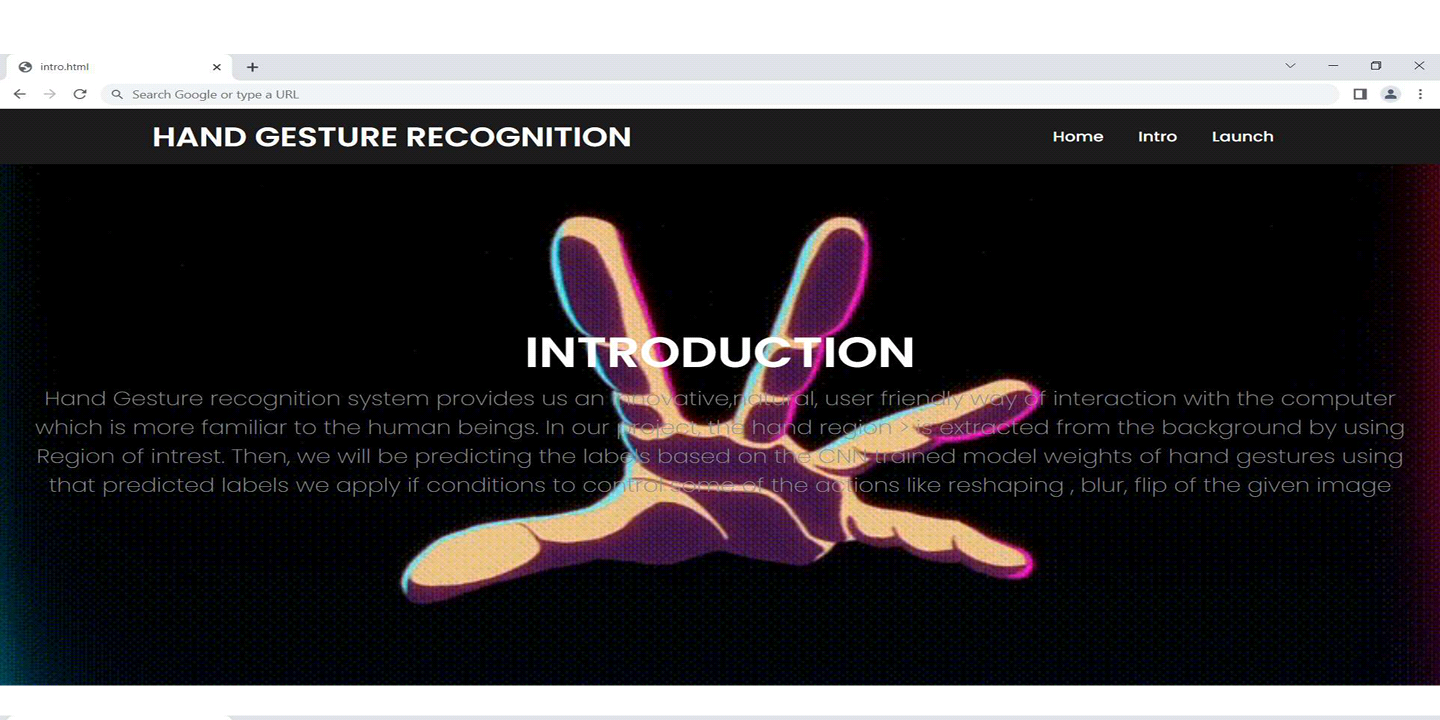 intro.html
Search Google or type a URL
HAND GESTURE RECOGNITION
Home Intro Launch
INTRODUCTION
Hand Gesture recognition system provides us an innovative,natural, user friendly way of interaction with the computer
which is more familiar to the human beings. In our project, the hand region > is extracted from the background by using
Region of intrest. Then, we will be predicting the labels based on the CNN trained model weights of hand gestures using
that predicted labels we apply if conditions to control some of the actions like reshaping , blur, flip of the given image